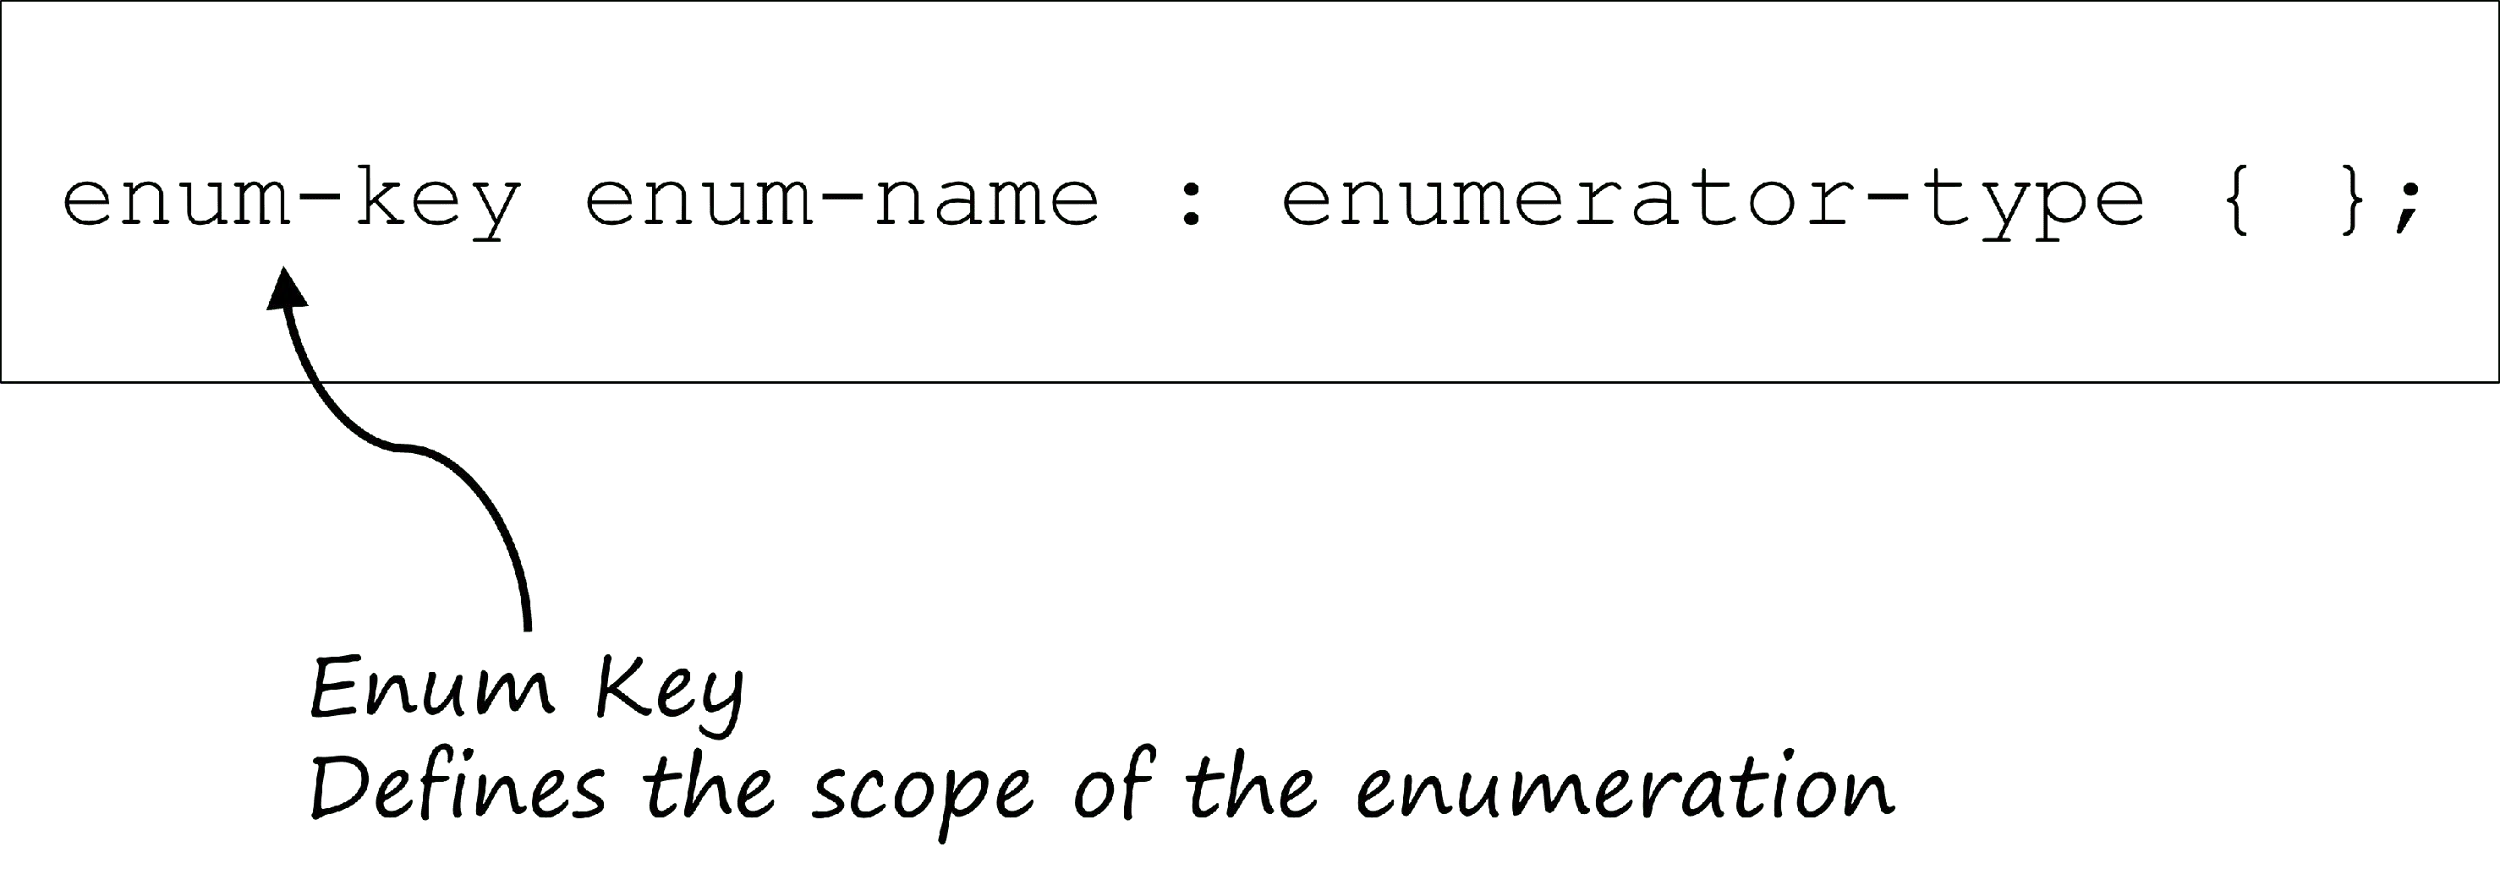 enum-key enum-name : enumerator-type { };
Enum Key
Defines the scope of the enumeration